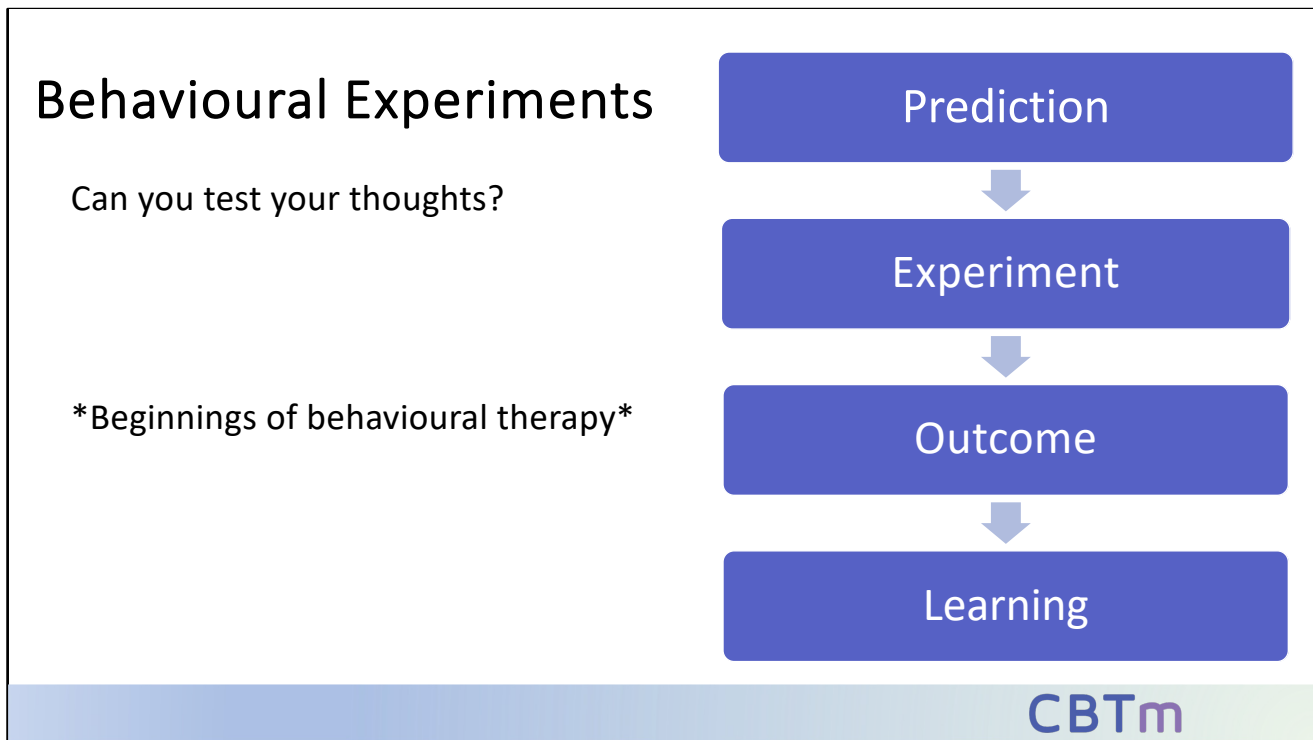 Behavioural Experiments
Can you test your thoughts?
*Beginnings of behavioural therapy*
Prediction
Experiment
Outcome
Learning
CBTm